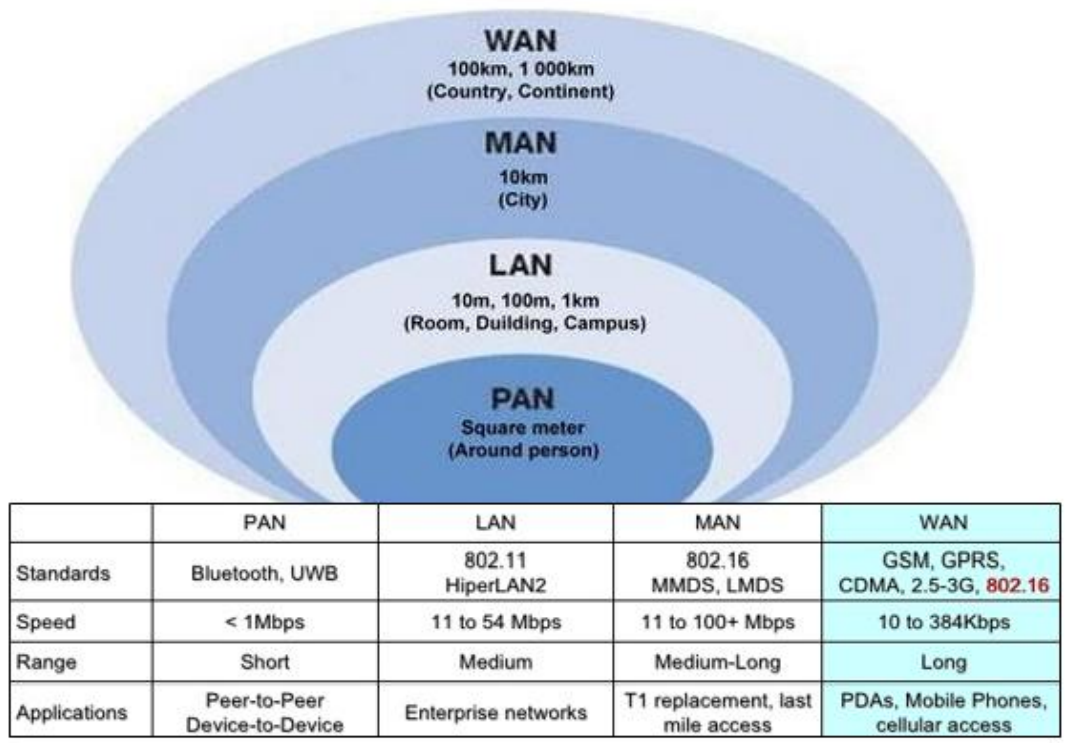 WAN
100km, 1 000km
(Country, Continent)
MAN
10km
(City)
LAN
10m, 100m, 1km
(Room, Duilding, Campus)
PAN
Square meter
(Around person)
PAN LAN MAN WAN
Standards Bluetooth, UWB 802.11 HiperLAN2 802.16 MMDS, LMDS GSM, GPRS, CDMA, 2.5-3G, 802.16
Speed < 1Mbps 11 to 54 Mbps 11 to 100+ Mbps 10 to 384Kbps
Range Short Medium Medium-Long Long
Applications Peer-to-Peer Device-to-Device Enterprise networks T1 replacement, last mile access PDAs, Mobile Phones, cellular access